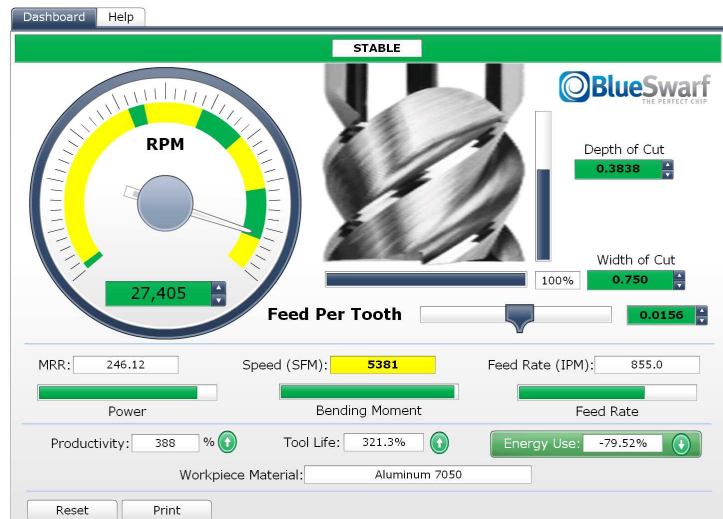 Dashboard Help
STABLE
BlueSwarf
THE PERFECT CHIP
RPM
Depth of Cut
0.3838
Width of Cut
100% 0.750
27,405
Feed Per Tooth 0.0156
MRR: 246.12 Speed (SFM): 5381 Feed Rate (IPM): 855.0
Power Bending Moment Feed Rate
Productivity: 388 % Tool Life: 321.3% Energy Use: -79.52%
Workpiece Material: Aluminum 7050
Reset Print